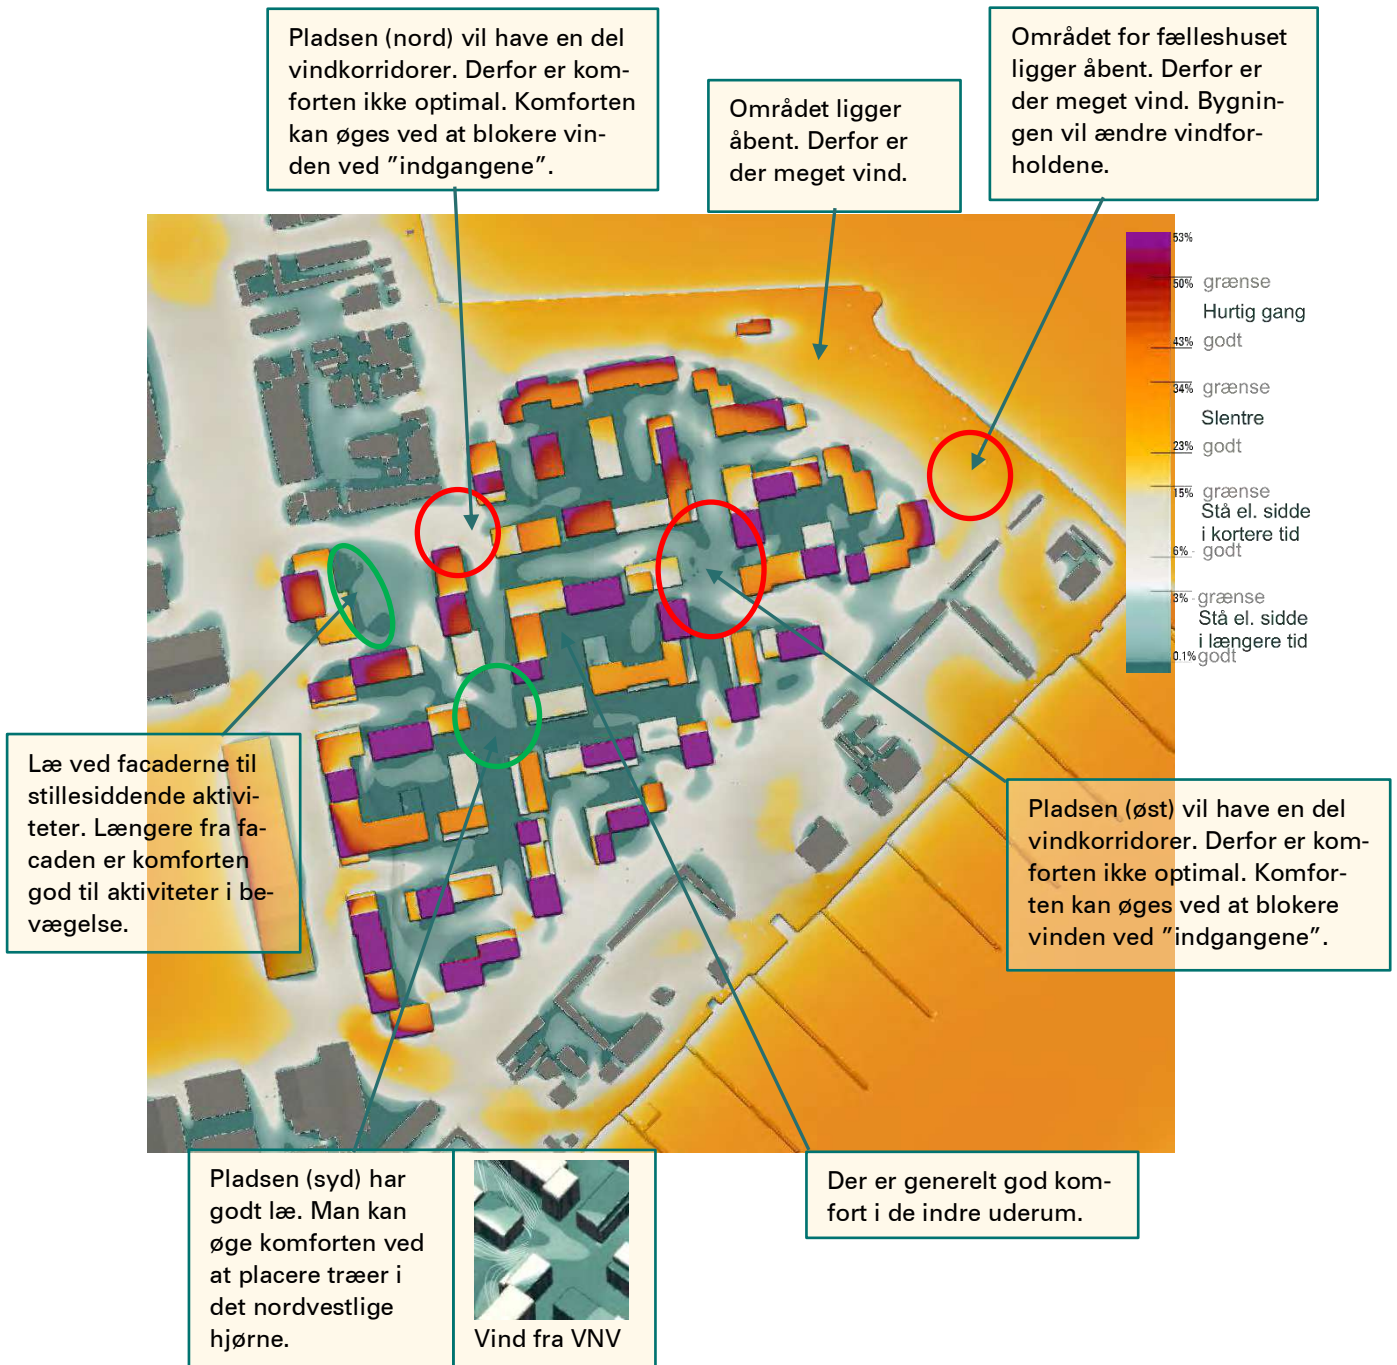 Pladsen (nord) vil have en del
vindkorridorer. Derfor er kom-
forten ikke optimal. Komforten
kan øges ved at blokere vin-
den ved ”indgangene”.
Området ligger
åbent. Derfor er
der meget vind.
Området for fælleshuset
ligger åbent. Derfor er
der meget vind. Bygnin-
gen vil ændre vindfor-
holdene.
53%
50% grænse
Hurtig gang
43% godt
34% grænse
Slentre
23% godt
15% grænse
Stå el. sidde
i kortere tid
6% godt
3% grænse
Stå el. sidde
i længere tid
0.1% godt
Læ ved facaderne til
stillesiddende aktivi-
teter. Længere fra fa-
caden er komforten
god til aktiviteter i be-
vægelse.
Pladsen (øst) vil have en del
vindkorridorer. Derfor er kom-
forten ikke optimal. Komfor-
ten kan øges ved at blokere
vinden ved ”indgangene”.
Pladsen (syd) har
godt læ. Man kan
øge komforten ved
at placere træer i
det nordvestlige
hjørne.
Vind fra VNV
Der er generelt god kom-
fort i de indre uderum.